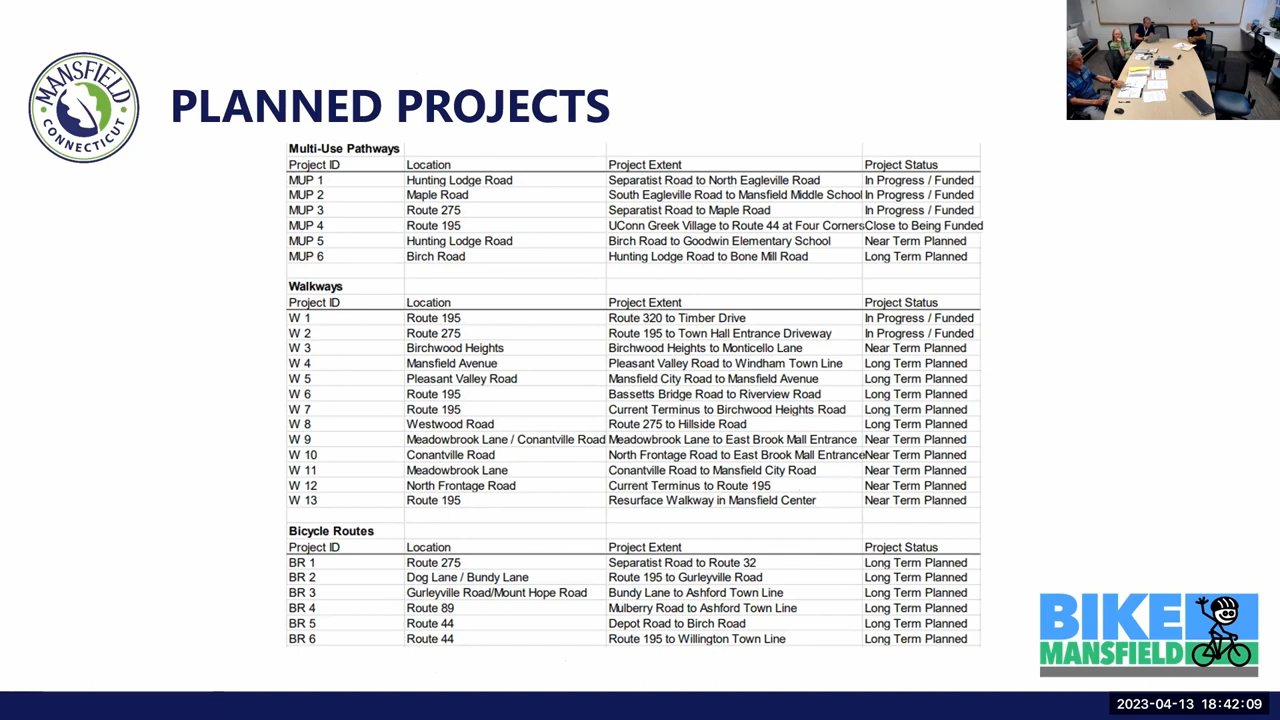 MANSFIELD
CONNECTICUT
PLANNED PROJECTS
Multi-Use Pathways
Project ID Location Project Extent Project Status
MUP 1 Hunting Lodge Road Separatist Road to North Eagleville Road In Progress / Funded
MUP 2 Maple Road South Eagleville Road to Mansfield Middle School In Progress / Funded
MUP 3 Route 275 Separatist Road to Maple Road In Progress / Funded
MUP 4 Route 195 UConn Greek Village to Route 44 at Four Corners Close to Being Funded
MUP 5 Hunting Lodge Road Birch Road to Goodwin Elementary School Near Term Planned
MUP 6 Birch Road Hunting Lodge Road to Bone Mill Road Long Term Planned
Walkways
Project ID Location Project Extent Project Status
W 1 Route 195 Route 320 to Timber Drive In Progress / Funded
W 2 Route 275 Route 195 to Town Hall Entrance Driveway In Progress / Funded
W 3 Birchwood Heights Birchwood Heights to Monticello Lane Near Term Planned
W 4 Mansfield Avenue Pleasant Valley Road to Windham Town Line Long Term Planned
W 5 Pleasant Valley Road Mansfield City Road to Mansfield Avenue Long Term Planned
W 6 Route 195 Bassetts Bridge Road to Riverview Road Long Term Planned
W 7 Route 195 Current Terminus to Birchwood Heights Road Long Term Planned
W 8 Westwood Road Route 275 to Hillside Road Long Term Planned
W 9 Meadowbrook Lane / Conantville Road Meadowbrook Lane to East Brook Mall Entrance Near Term Planned
W 10 Conantville Road North Frontage Road to East Brook Mall Entrance Near Term Planned
W 11 Meadowbrook Lane Conantville Road to Mansfield City Road Near Term Planned
W 12 North Frontage Road Current Terminus to Route 195 Near Term Planned
W 13 Route 195 Resurface Walkway in Mansfield Center Near Term Planned
Bicycle Routes
Project ID Location Project Extent Project Status
BR 1 Route 275 Separatist Road to Route 32 Long Term Planned
BR 2 Dog Lane / Bundy Lane Route 195 to Gurleyville Road Long Term Planned
BR 3 Gurleyville Road/Mount Hope Road Bundy Lane to Ashford Town Line Long Term Planned
BR 4 Route 89 Mulberry Road to Ashford Town Line Long Term Planned
BR 5 Route 44 Depot Road to Birch Road Long Term Planned
BR 6 Route 44 Route 195 to Willington Town Line Long Term Planned
BIKE
MANSFIELD
2023-04-13 18:42:09